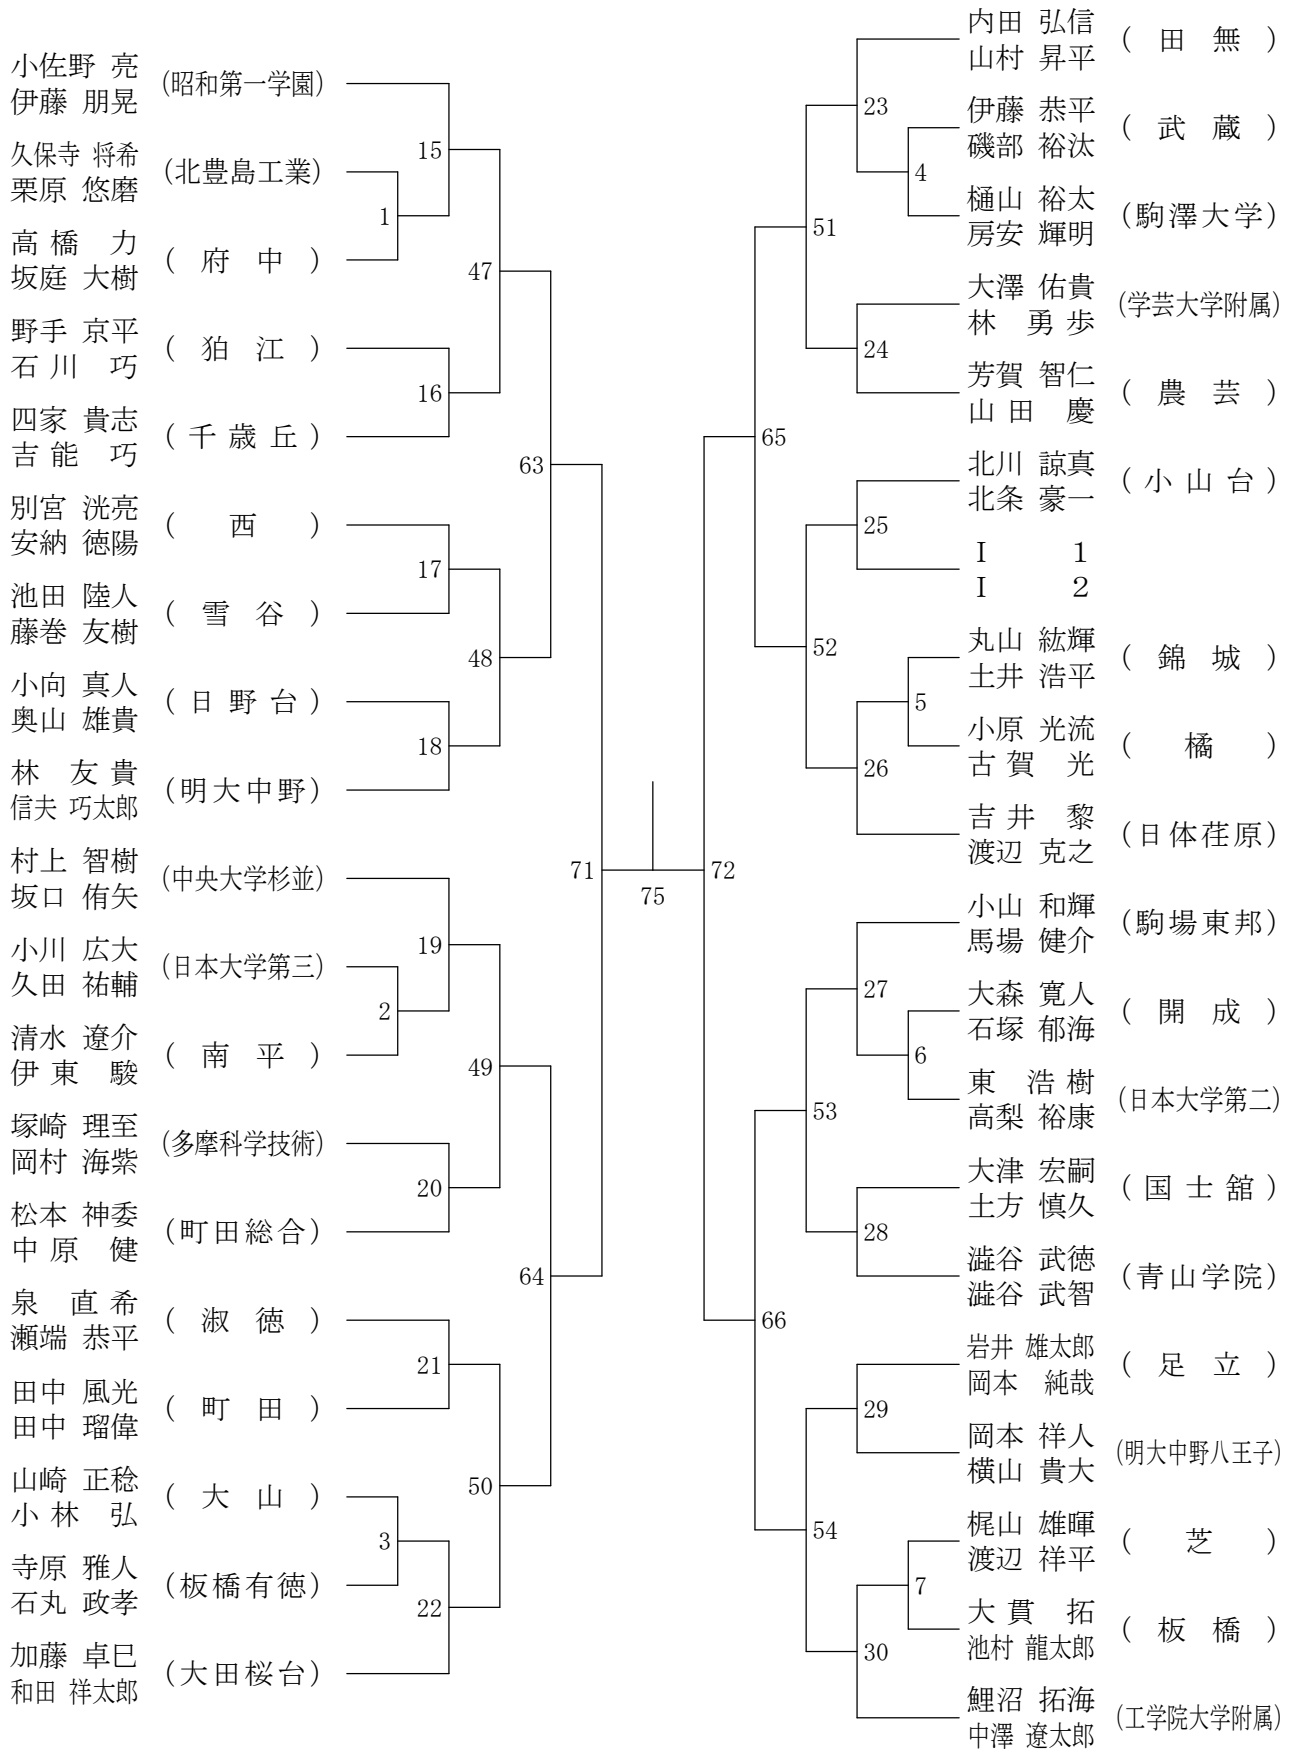 小佐野 亮
伊藤 朋晃
(昭和第一学園)
久保寺 将希
栗原 悠磨
(北豊島工業)
高橋 力
坂庭 大樹
(府中)
野手 京平
石川 巧
(狛江)
四家 貴志
吉能 巧
(千歳丘)
別宮 洸亮
安納 徳陽
(西)
池田 陸人
藤巻 友樹
(雪谷)
小向 真人
奥山 雄貴
(日野台)
林 友貴
信夫 巧太郎
(明大中野)
村上 智樹
坂口 侑矢
(中央大学杉並)
小川 広大
久田 祐輔
(日本大学第三)
清水 遼介
伊東 駿
(南平)
塚崎 理至
岡村 海紫
(多摩科学技術)
松本 神委
中原 健
(町田総合)
泉 直希
瀬端 恭平
(淑徳)
田中 風光
田中 瑠偉
(町田)
山崎 正稔
小林 弘
(大山)
寺原 雅人
石丸 政孝
(板橋有徳)
加藤 卓巳
和田 祥太郎
(大田桜台)
15
1
47
16
63
17
48
18
71
19
2
49
20
64
21
50
3
22
75
72
23
4
51
24
65
25
52
5
26
27
6
53
28
66
29
54
7
30
内田 弘信
山村 昇平
(田無)
伊藤 恭平
磯部 裕汰
(武蔵)
樋山 裕太
房安 輝明
(駒澤大学)
大澤 佑貴
林 勇歩
(学芸大学附属)
芳賀 智仁
山田 慶
(農芸)
北川 諒真
北条 豪一
(小山台)
I 1
I 2
丸山 紘輝
土井 浩平
(錦城)
小原 光流
古賀 光
(橘)
吉井 黎
渡辺 克之
(日体荏原)
小山 和輝
馬場 健介
(駒場東邦)
大森 寛人
石塚 郁海
(開成)
東 浩樹
高梨 裕康
(日本大学第二)
大津 宏嗣
土方 慎久
(国士舘)
澁谷 武徳
澁谷 武智
(青山学院)
岩井 雄太郎
岡本 純哉
(足立)
岡本 祥人
横山 貴大
(明大中野八王子)
梶山 雄暉
渡辺 祥平
(芝)
大貫 拓
池村 龍太郎
(板橋)
鯉沼 拓海
中澤 遼太郎
(工学院大学附属)